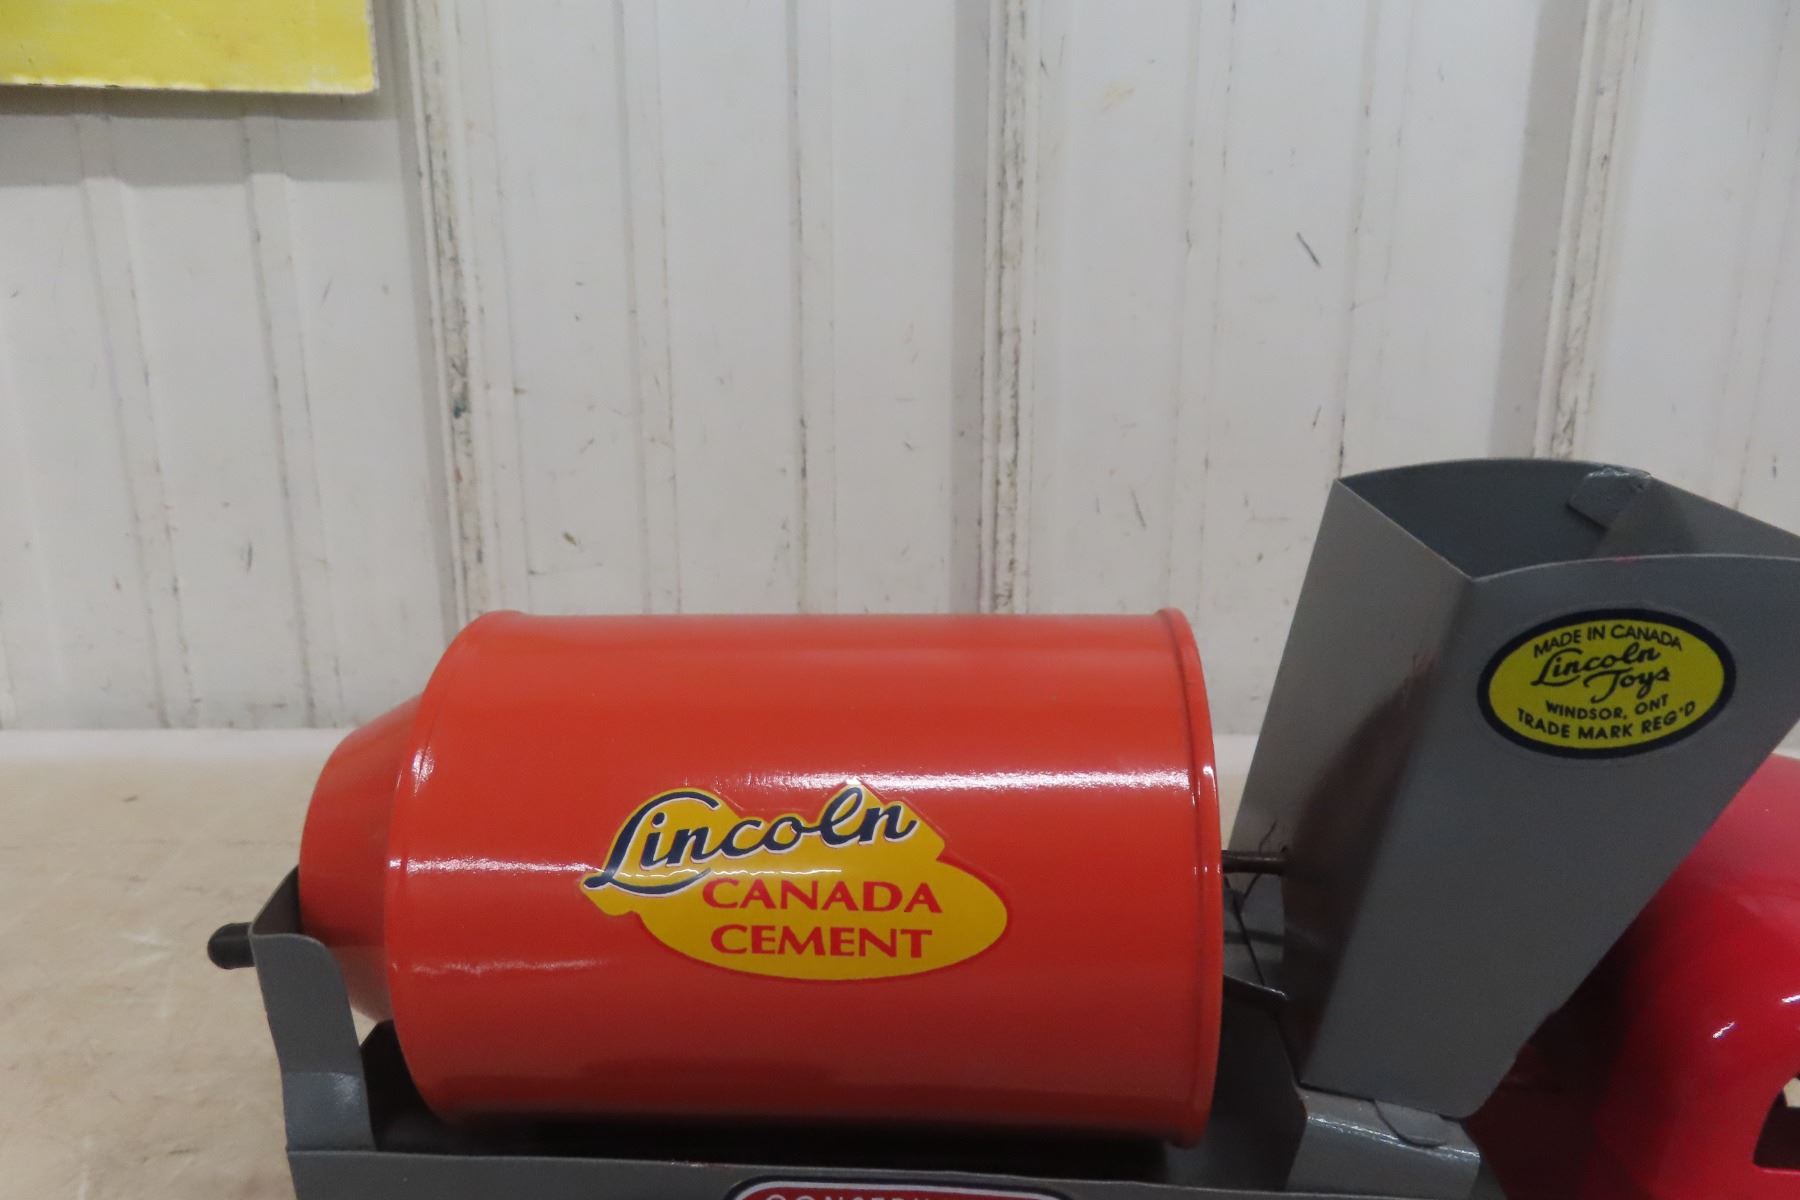 Lincoln
CANADA
CEMENT
MADE IN CANADA
Lincoln
Toys
WINDSOR, ONT
TRADE MARK REG'D